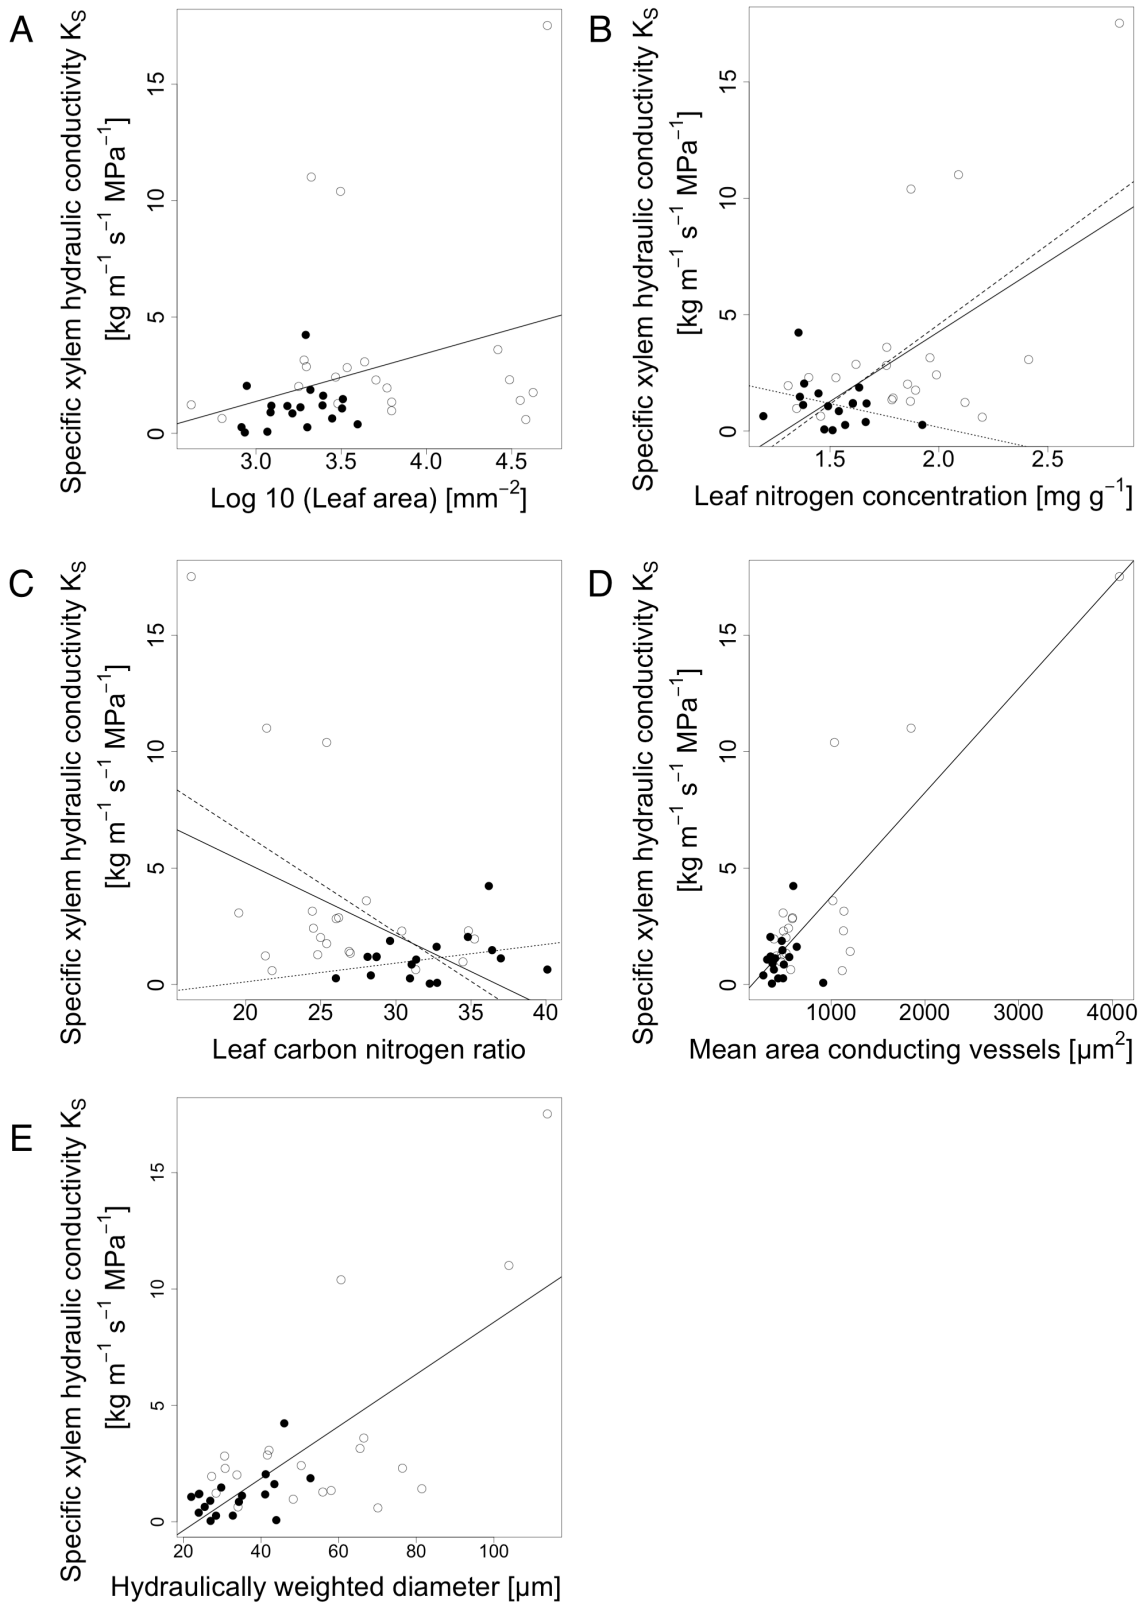 A
Specific xylem hydraulic conductivity KS
[kg m−1 s−1 MPa−1]
15
10
5
0
3.0 3.5 4.0 4.5
Log 10 (Leaf area) [mm−2]
B
Specific xylem hydraulic conductivity KS
[kg m−1 s−1 MPa−1]
15
10
5
0
1.5 2.0 2.5
Leaf nitrogen concentration [mg g−1]
C
Specific xylem hydraulic conductivity KS
[kg m−1 s−1 MPa−1]
15
10
5
0
20 25 30 35 40
Leaf carbon nitrogen ratio
D
Specific xylem hydraulic conductivity KS
[kg m−1 s−1 MPa−1]
15
10
5
0
1000 2000 3000 4000
Mean area conducting vessels [µm2]
E
Specific xylem hydraulic conductivity KS
[kg m−1 s−1 MPa−1]
15
10
5
0
20 40 60 80 100
Hydraulically weighted diameter [µm]